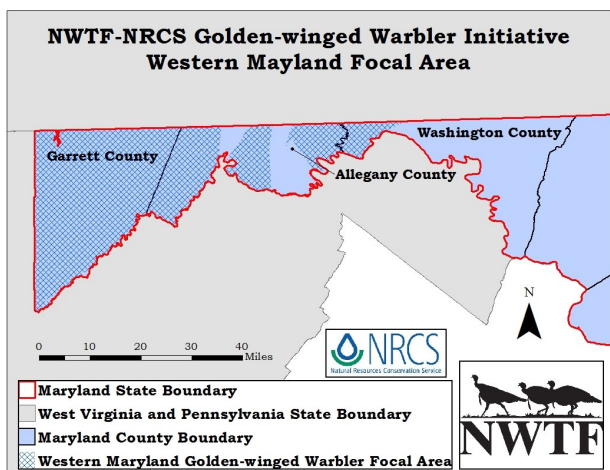 NWTF-NRCS Golden-winged Warbler Initiative
Western Mayland Focal Area
Garrett County
Washington County
Allegany County
N
0 5 10 20 30 40
Miles
NRCS
Natural Resources Conservation Service
Maryland State Boundary
West Virginia and Pennsylvania State Boundary
Maryland County Boundary
Western Maryland Golden-winged Warbler Focal Area
NWTF